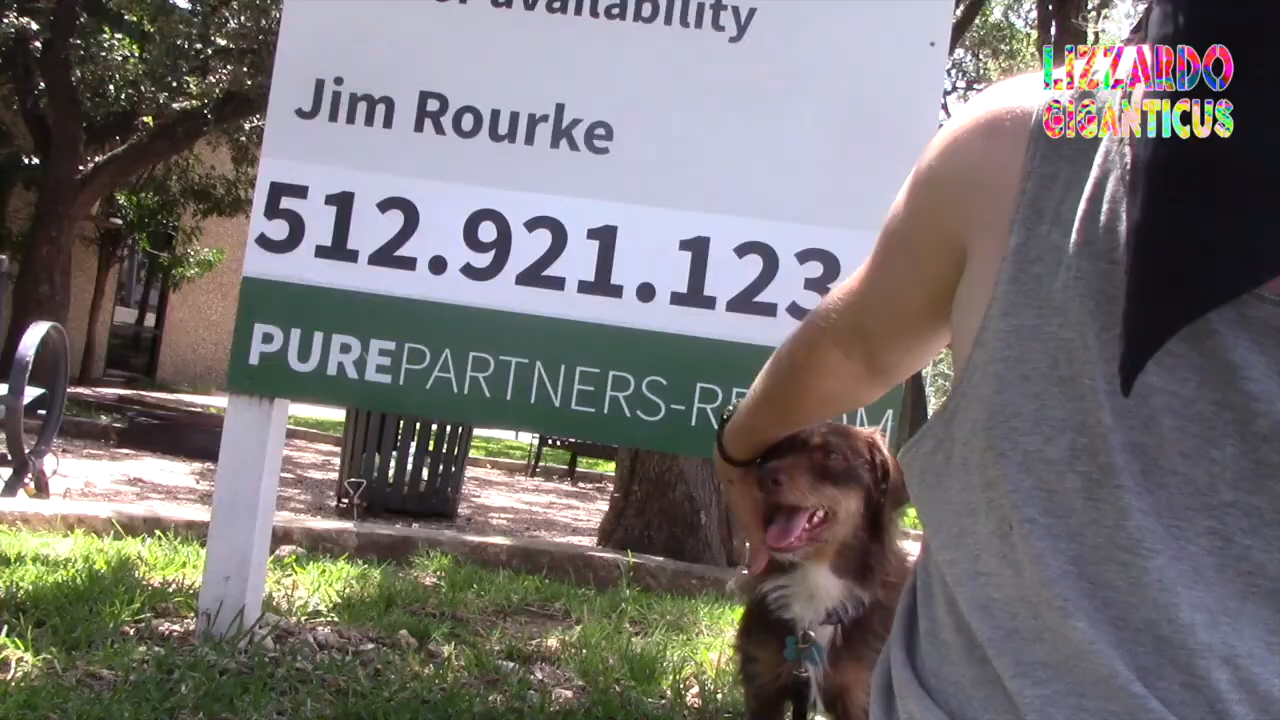 availability
LIZZARDO
GIGANTICUS
Jim Rourke
512.921.123
PUREPARTNERS-RE